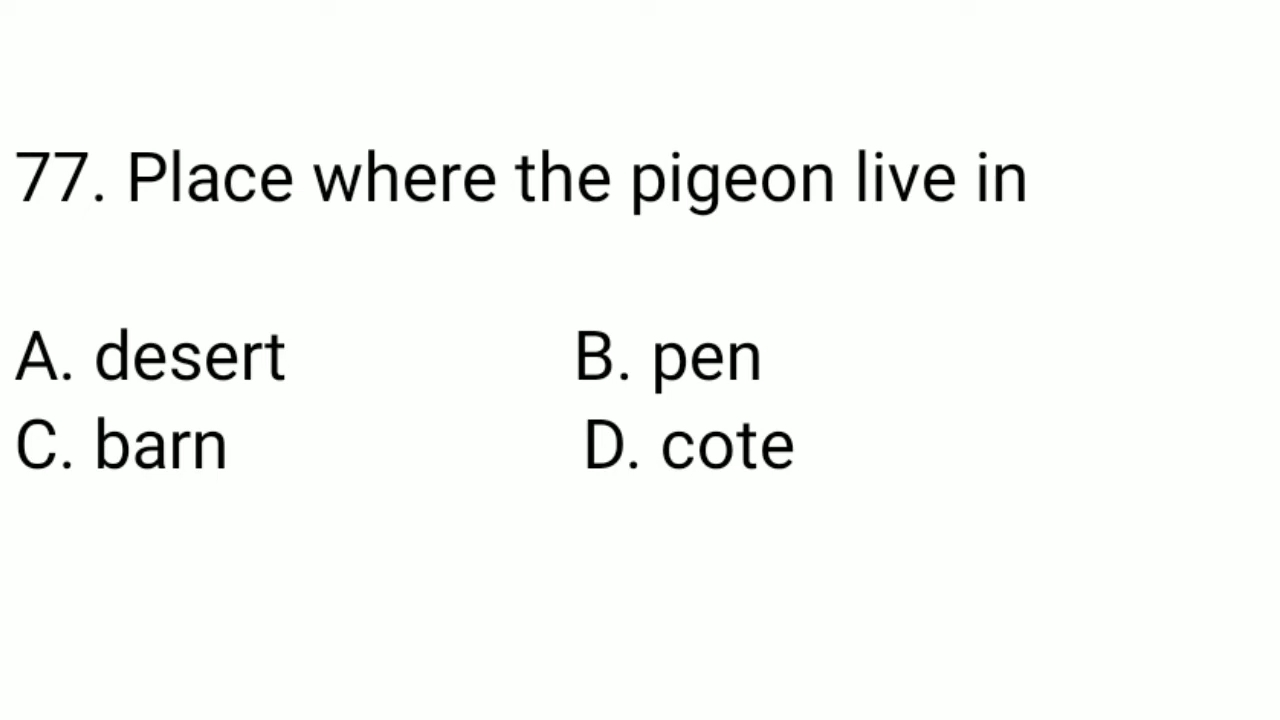 77. Place where the pigeon live in
A. desert B. pen
C. barn D. cote